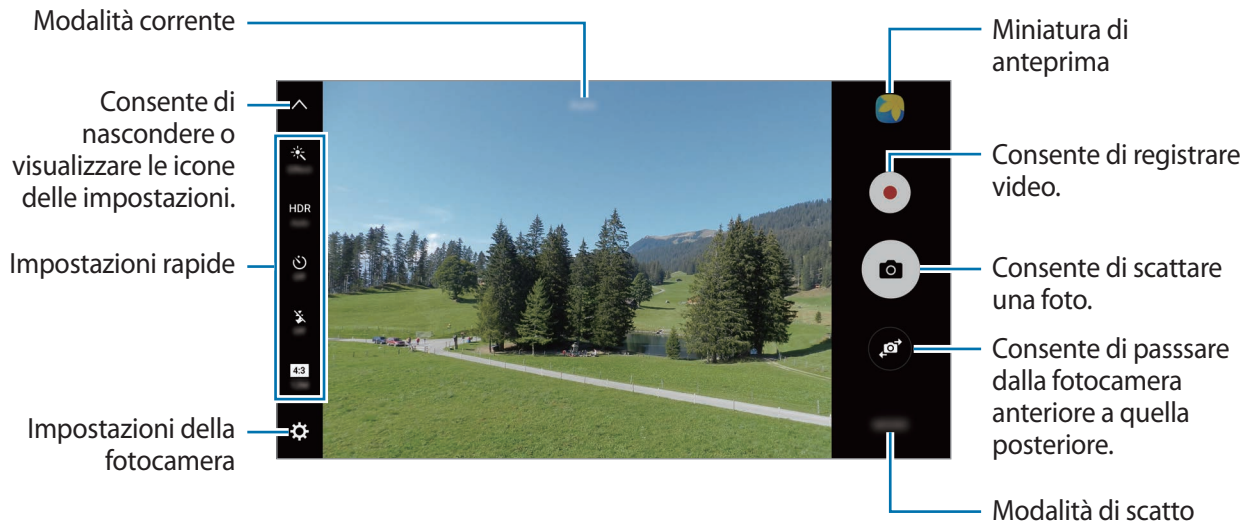 Modalità corrente
Consente di
nascondere o
visualizzare le icone
delle impostazioni.
Impostazioni rapide
Impostazioni della
fotocamera
HDR
4:3
Miniatura di
anteprima
Consente di registrare
video.
Consente di scattare
una foto.
Consente di passsare
dalla fotocamera
anteriore a quella
posteriore.
Modalità di scatto